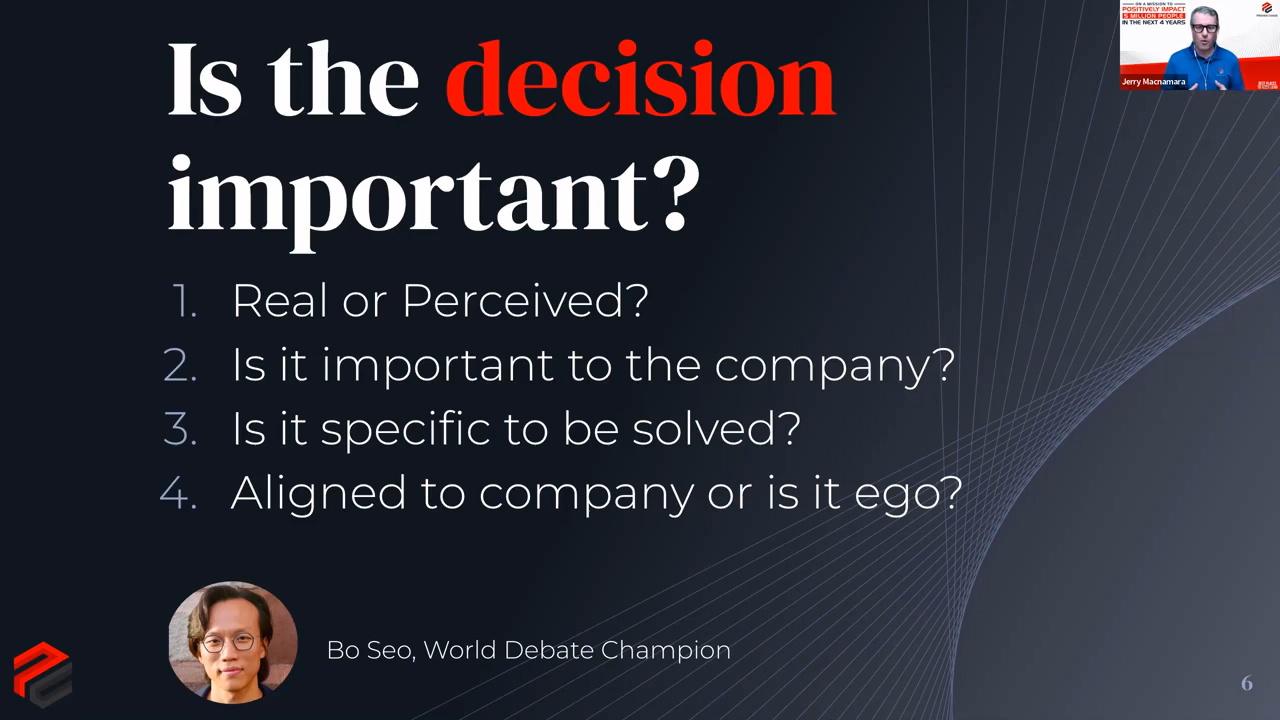 Is the decision
important?
1. Real or Perceived?
2. Is it important to the company?
3. Is it specific to be solved?
4. Aligned to company or is it ego?
Bo Seo, World Debate Champion
6
ON A MISSION TO
POSITIVELY IMPACT
5 MILLION PEOPLE
IN THE NEXT 4 YEARS
Jerry Macnamara